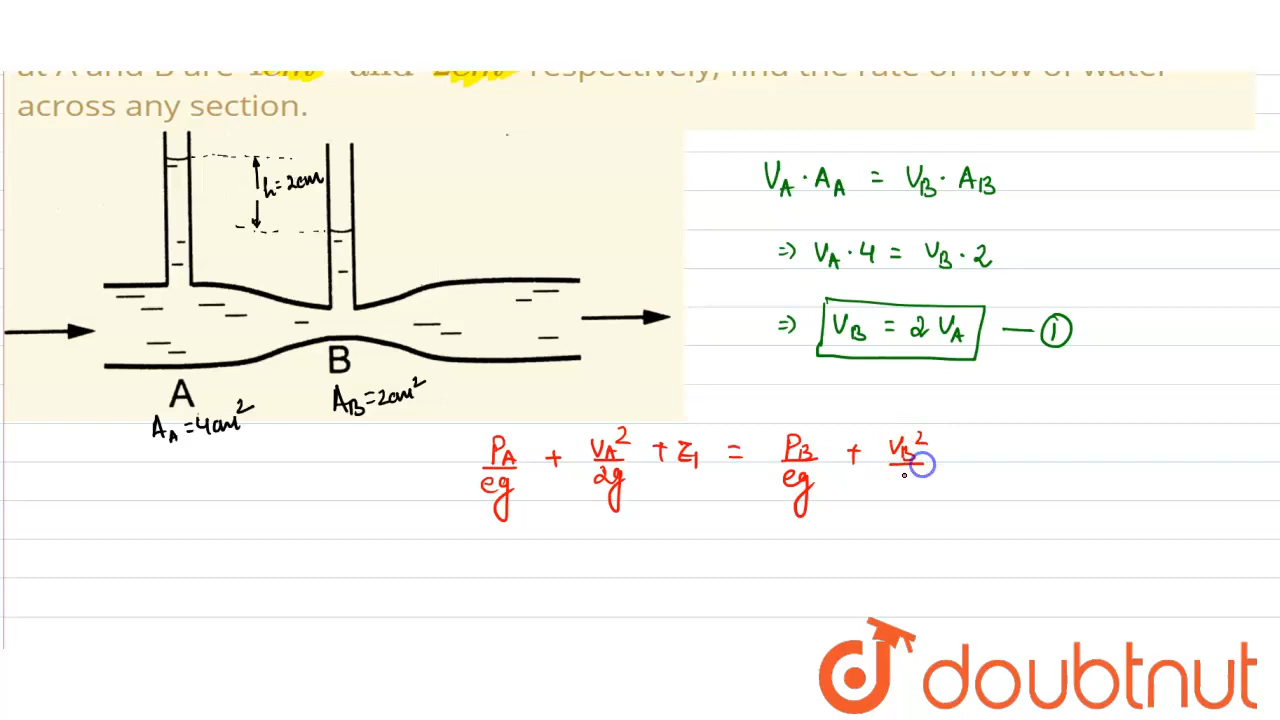 at A and B are 4cm² and 2cm² respectively, find the rate of flow of water
across any section.
h=2cm
V_A · A_A = V_B · A_B
=> V_A · 4 = V_B · 2
=> V_B = 2 V_A — ①
B
A_B = 2cm²
A
A_A = 4cm²
P_A/ρg + V_A²/2g + z₁ = P_B/ρg + V_B²/
doubtnut